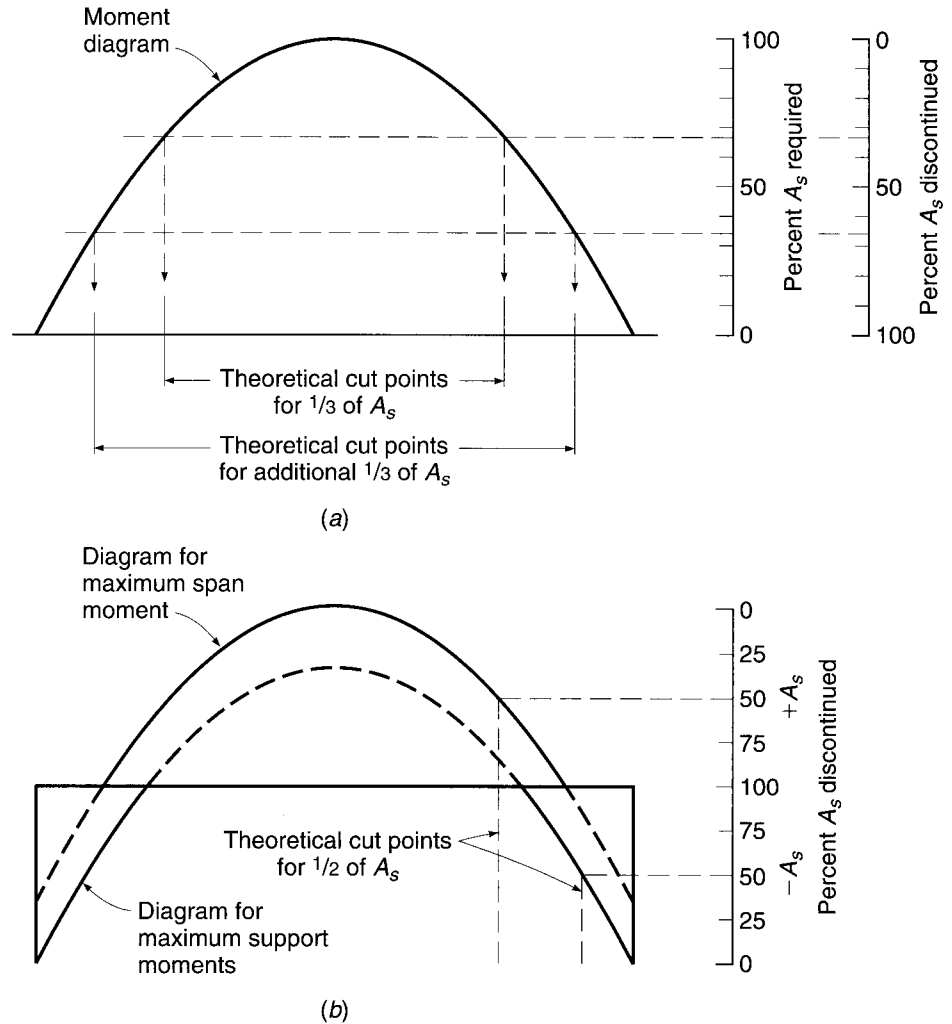 Moment
diagram
100
50
0
Percent As required
0
50
100
Percent As discontinued
Theoretical cut points
for 1/3 of As
Theoretical cut points
for additional 1/3 of As
(a)
Diagram for
maximum span
moment
0
25
50
75
100
75
50
25
0
+As
−As
Percent As discontinued
Theoretical cut points
for 1/2 of As
Diagram for
maximum support
moments
(b)